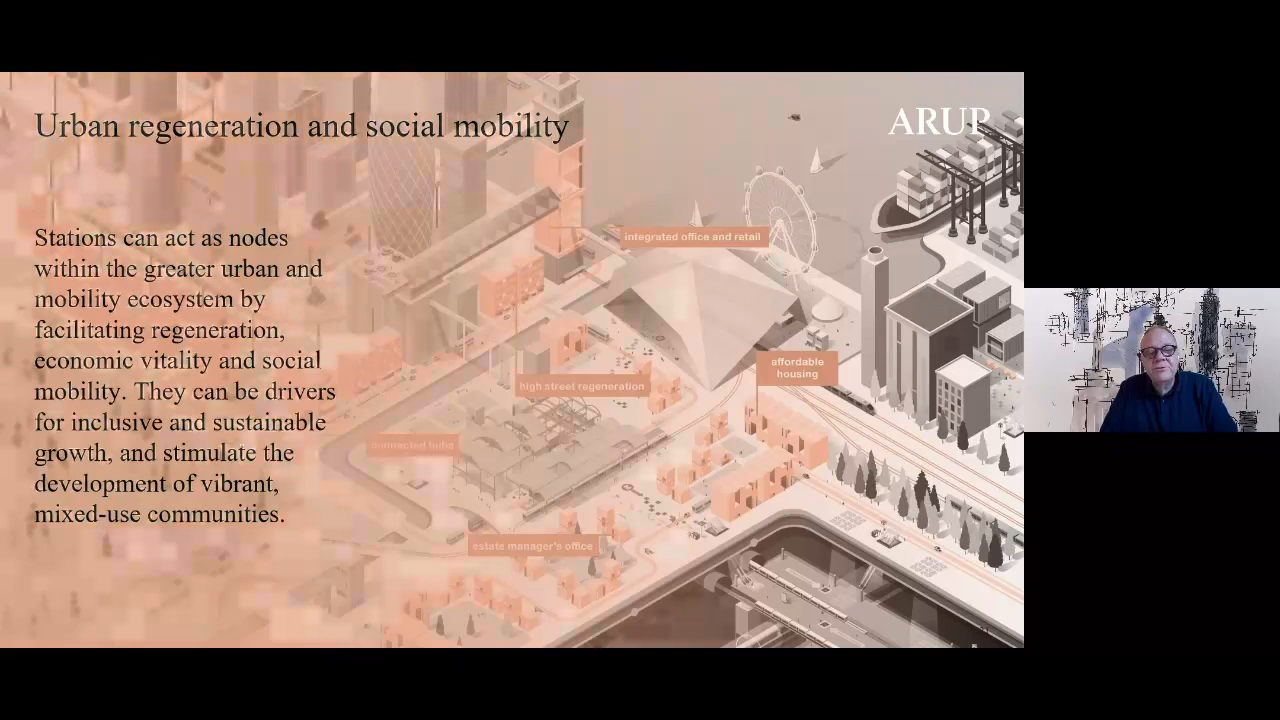 Urban regeneration and social mobility
ARUP
Stations can act as nodes
within the greater urban and
mobility ecosystem by
facilitating regeneration,
economic vitality and social
mobility. They can be drivers
for inclusive and sustainable
growth, and stimulate the
development of vibrant,
mixed-use communities.
integrated office and retail
affordable
housing
high street regeneration
connected hubs
estate manager's office